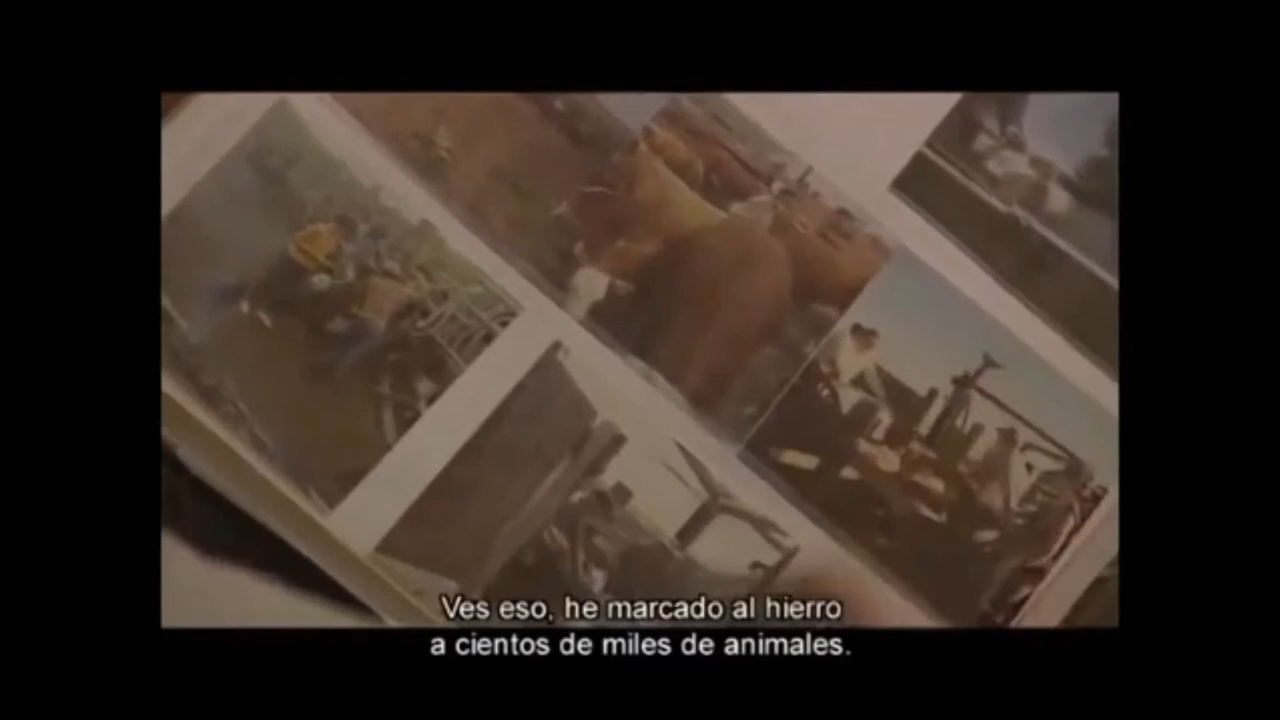 Ves eso, he marcado al hierro
a cientos de miles de animales.